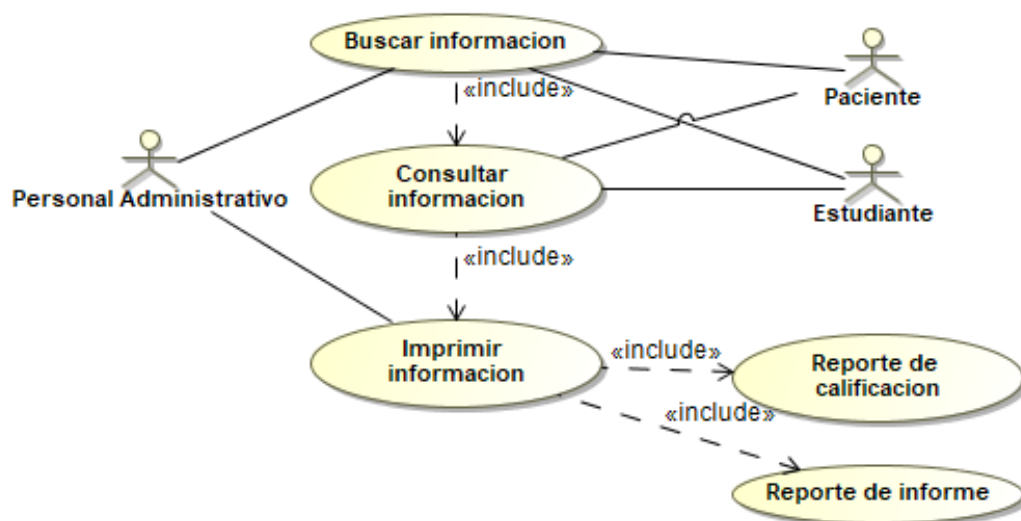 Buscar informacion
«include»
Paciente
Personal Administrativo
Consultar
informacion
Estudiante
«include»
Imprimir
informacion
«include»
Reporte de
calificacion
«include»
Reporte de informe